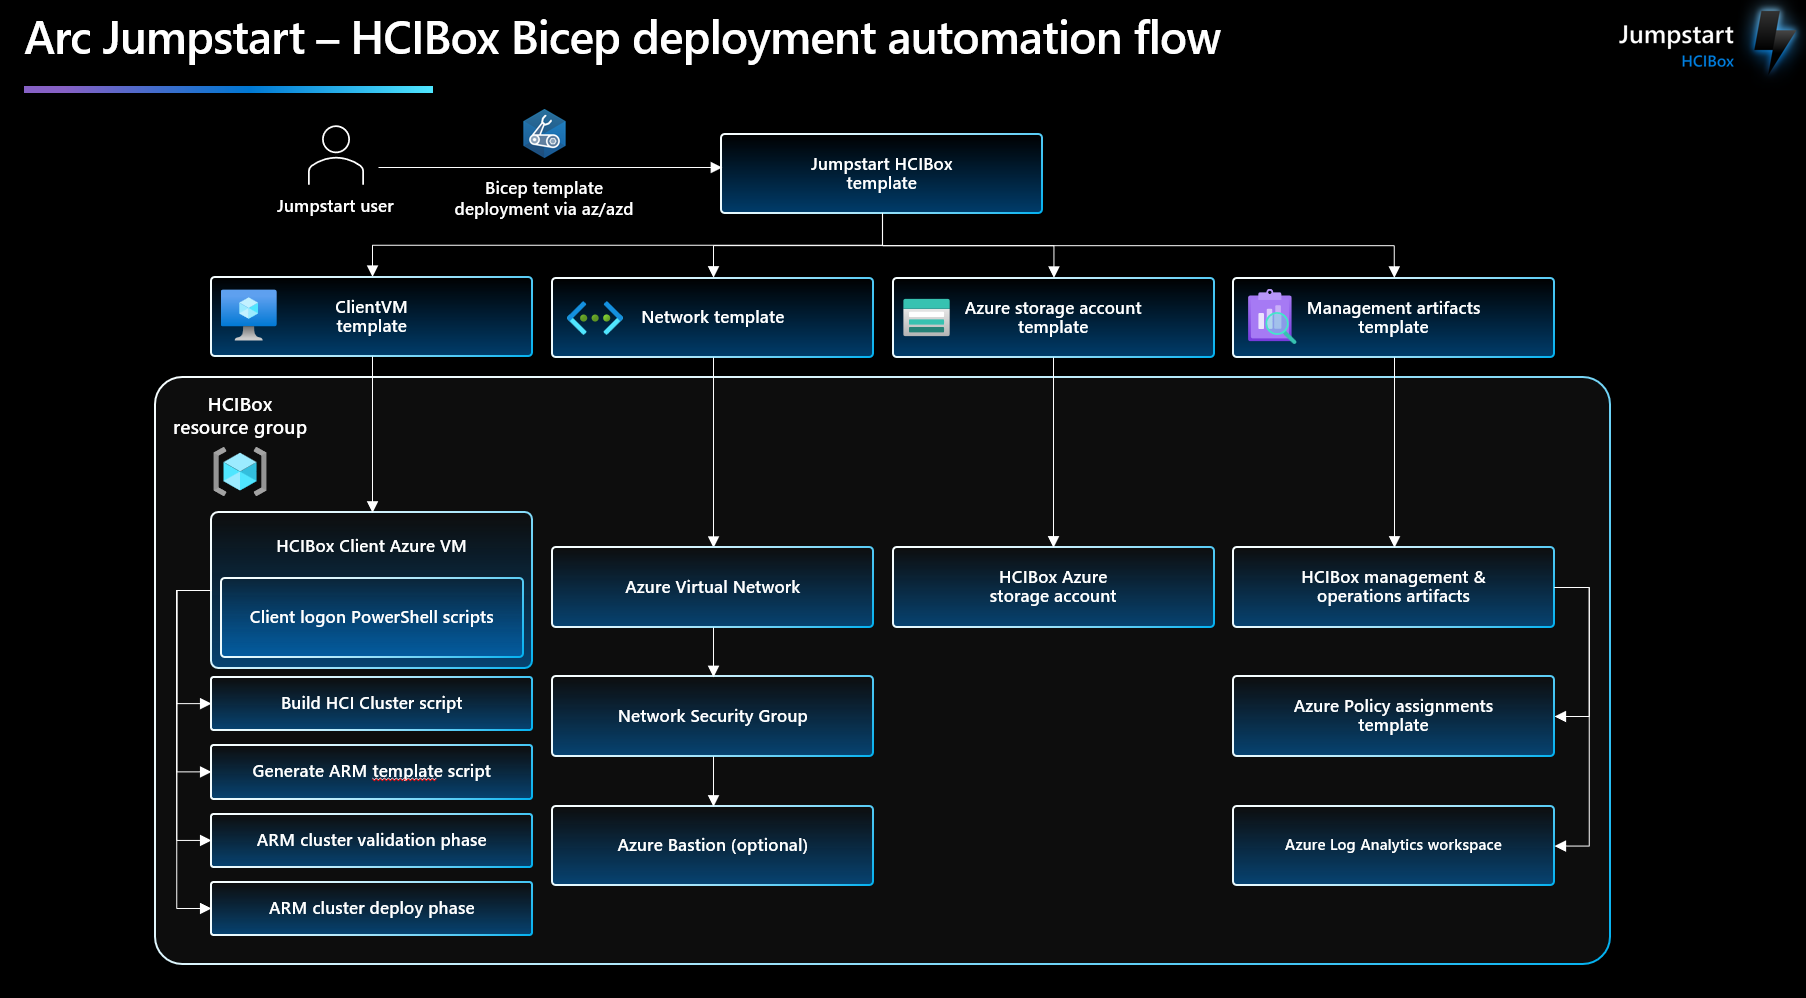 Arc Jumpstart – HCIBox Bicep deployment automation flow
Jumpstart
HCIBox
Jumpstart user
Bicep template
deployment via az/azd
Jumpstart HCIBox
template
ClientVM
template
Network template
Azure storage account
template
Management artifacts
template
HCIBox
resource group
HCIBox Client Azure VM
Client logon PowerShell scripts
Build HCI Cluster script
Generate ARM template script
ARM cluster validation phase
ARM cluster deploy phase
Azure Virtual Network
Network Security Group
Azure Bastion (optional)
HCIBox Azure
storage account
HCIBox management &
operations artifacts
Azure Policy assignments
template
Azure Log Analytics workspace